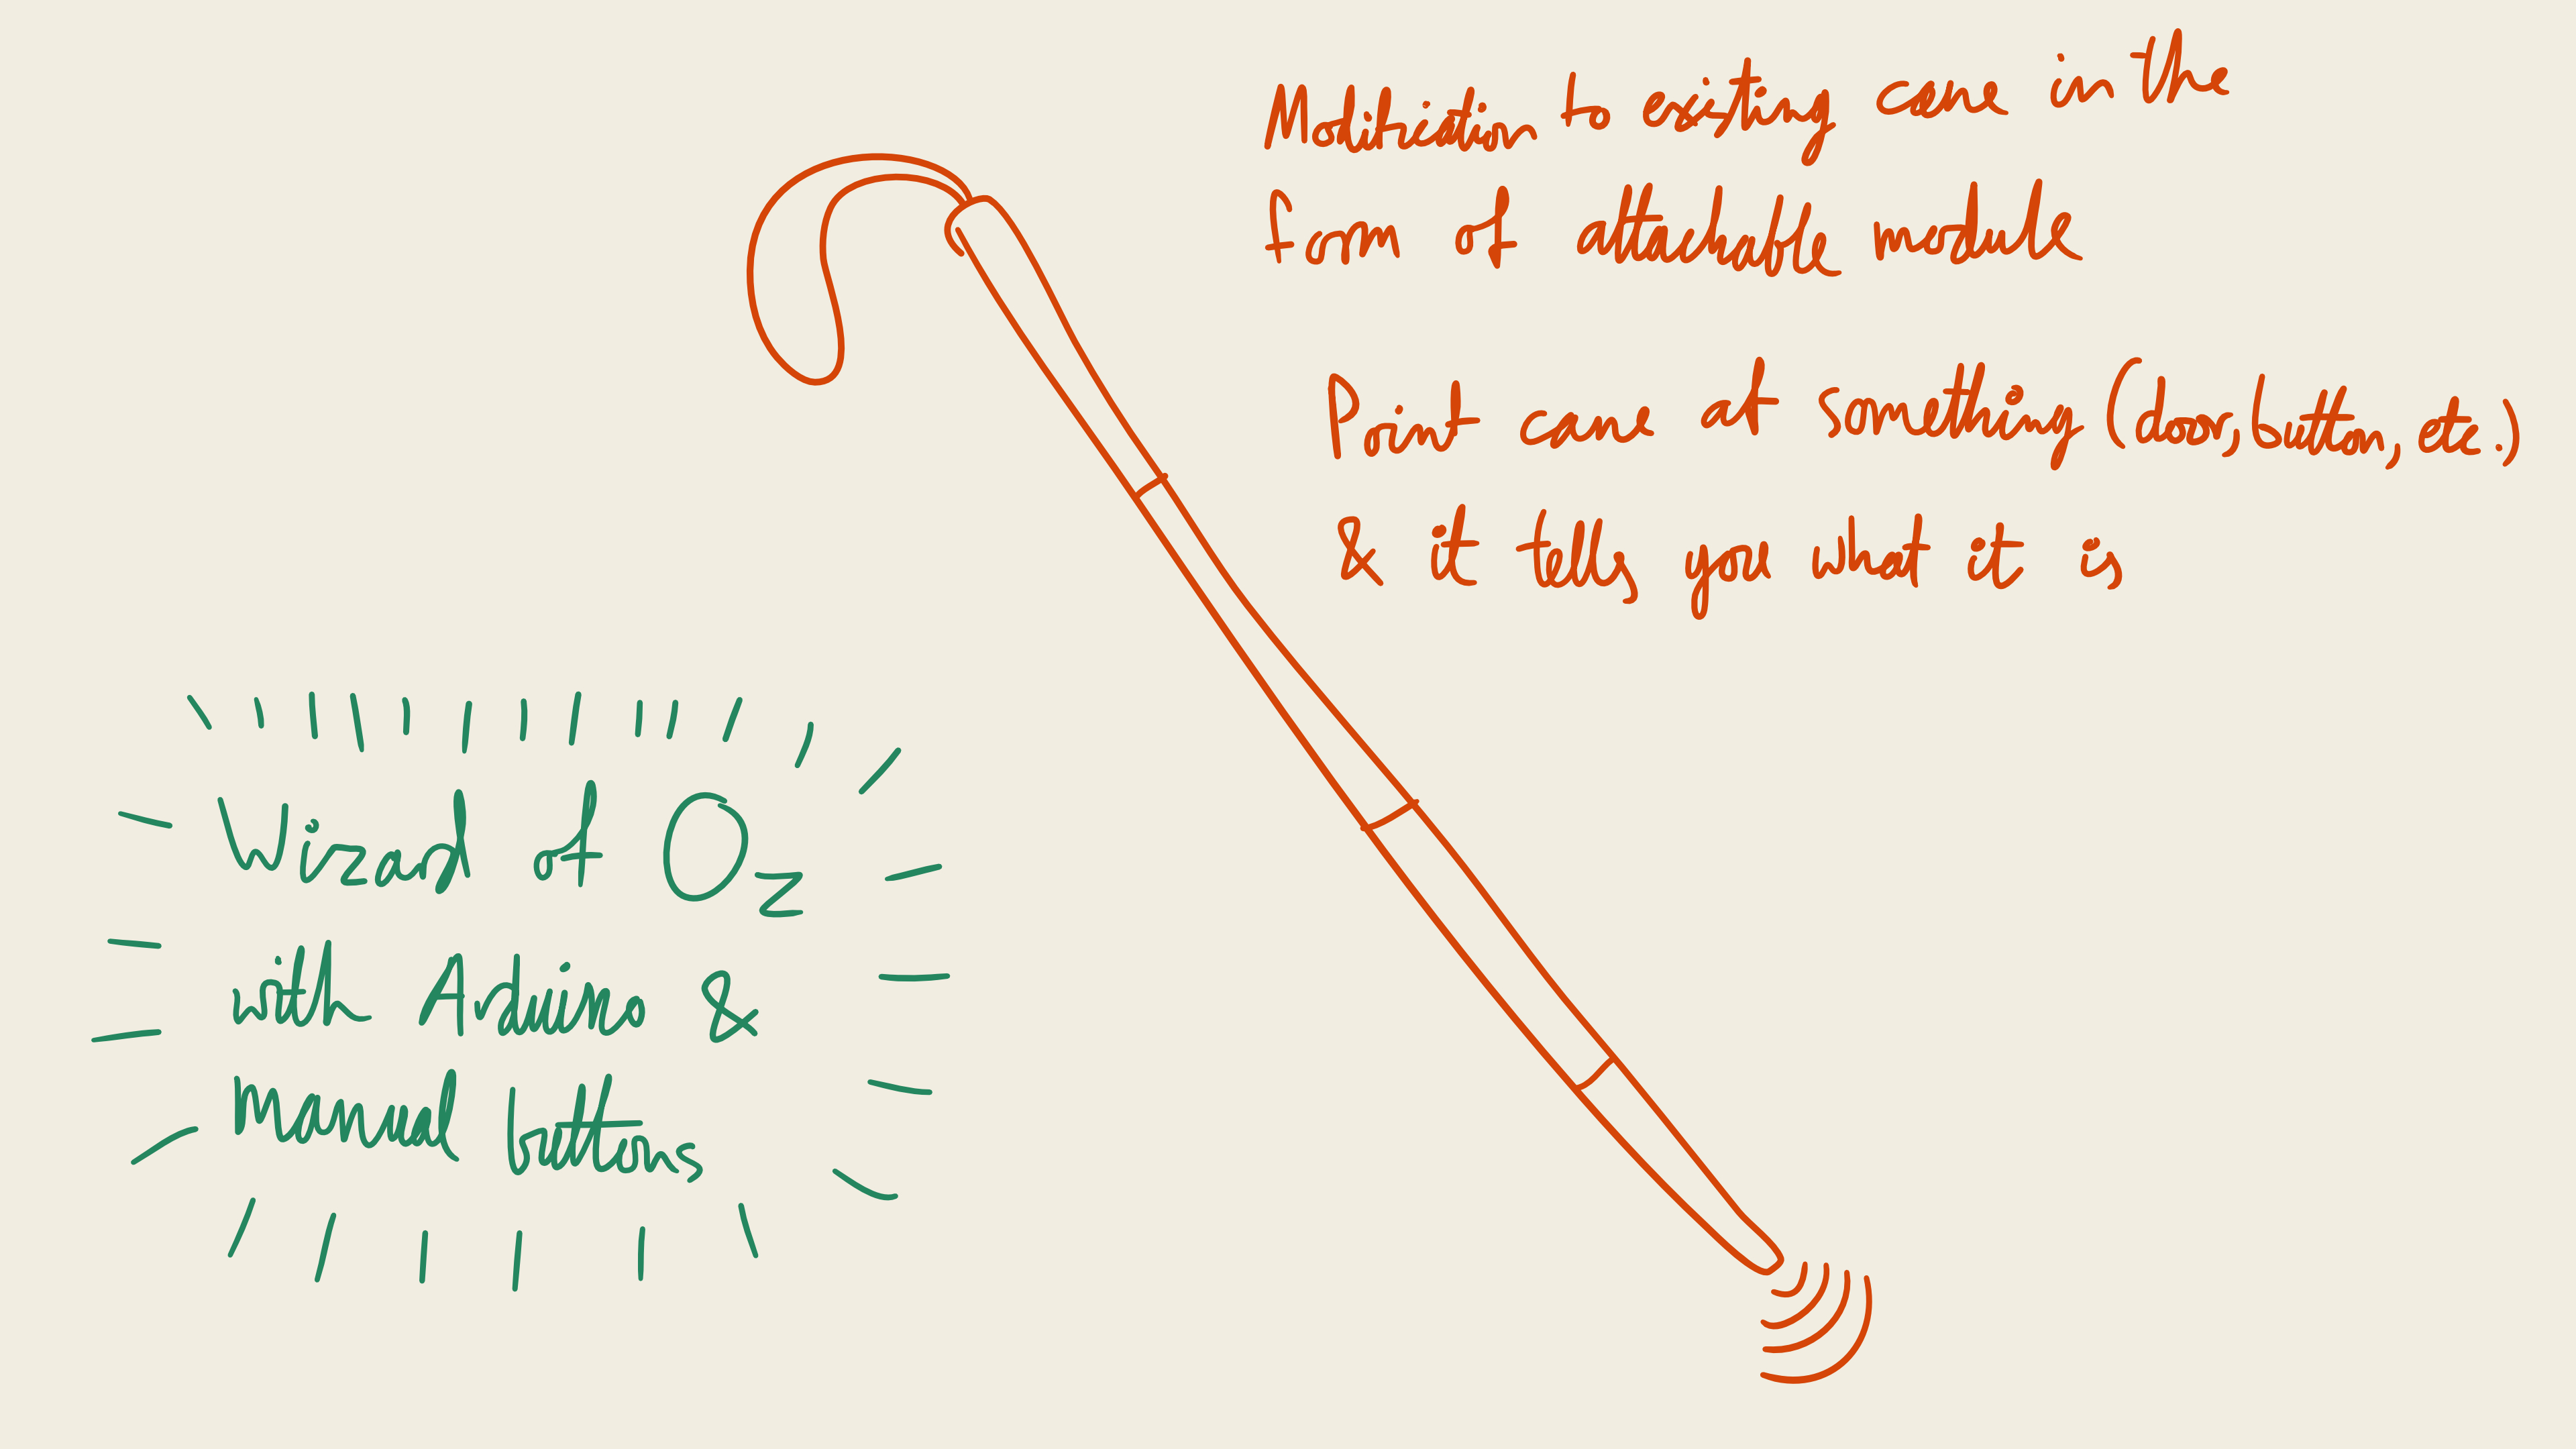 Modification to existing cane in the
form of attachable module
Point cane at something (door, button, etc.)
& it tells you what it is
Wizard of Oz
with Arduino &
manual buttons